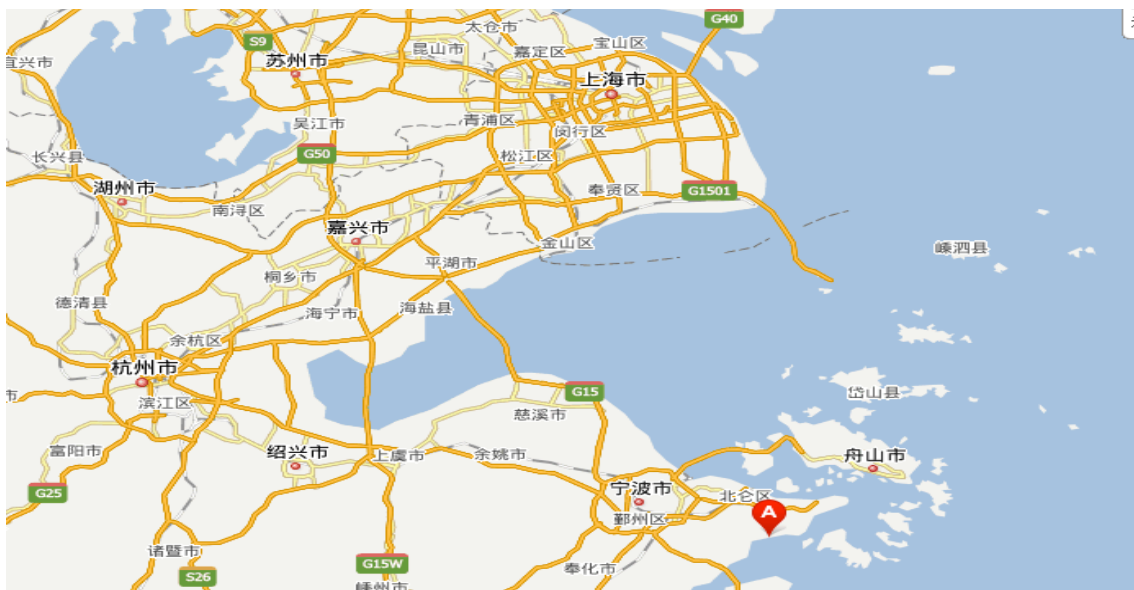 G40
太仓市
S9
昆山市
嘉定区
宝山区
苏州市
宜兴市
上海市
吴江市
青浦区
闵行区
G50
松江区
长兴县
湖州市
奉贤区
G1501
南浔区
嘉兴市
金山区
嵊泗县
平湖市
桐乡市
德清县
海宁市
海盐县
余杭区
杭州市
G15
岱山县
滨江区
慈溪市
富阳市
绍兴市
上虞市
余姚市
舟山市
G25
宁波市
北仑区
A
鄞州区
诸暨市
G15W
奉化市
S26
嵊州市
市